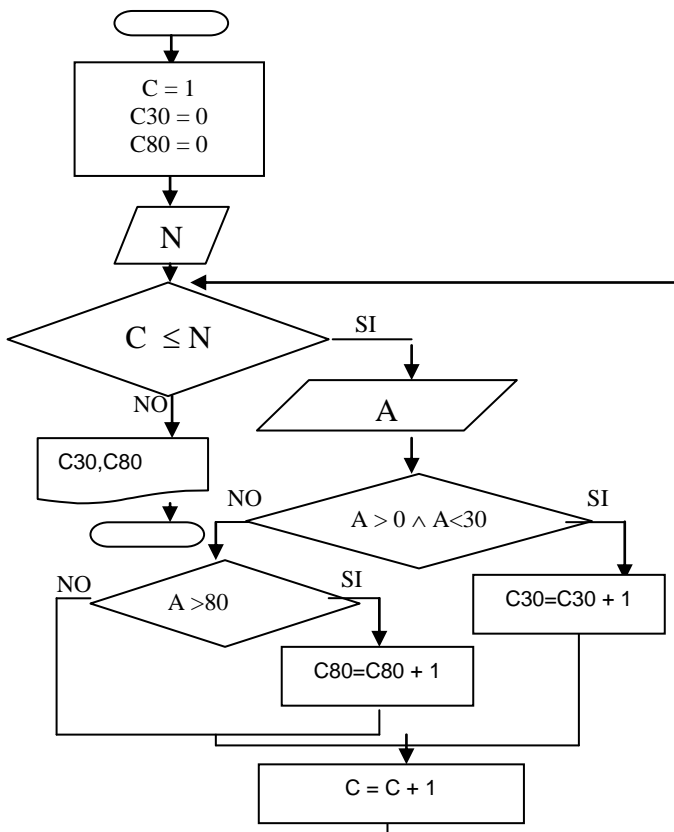 C = 1
C30 = 0
C80 = 0
N
C ≤ N
SI
NO
A
C30,C80
NO
A > 0 ∧ A<30
SI
NO
A >80
SI
C30=C30 + 1
C80=C80 + 1
C = C + 1